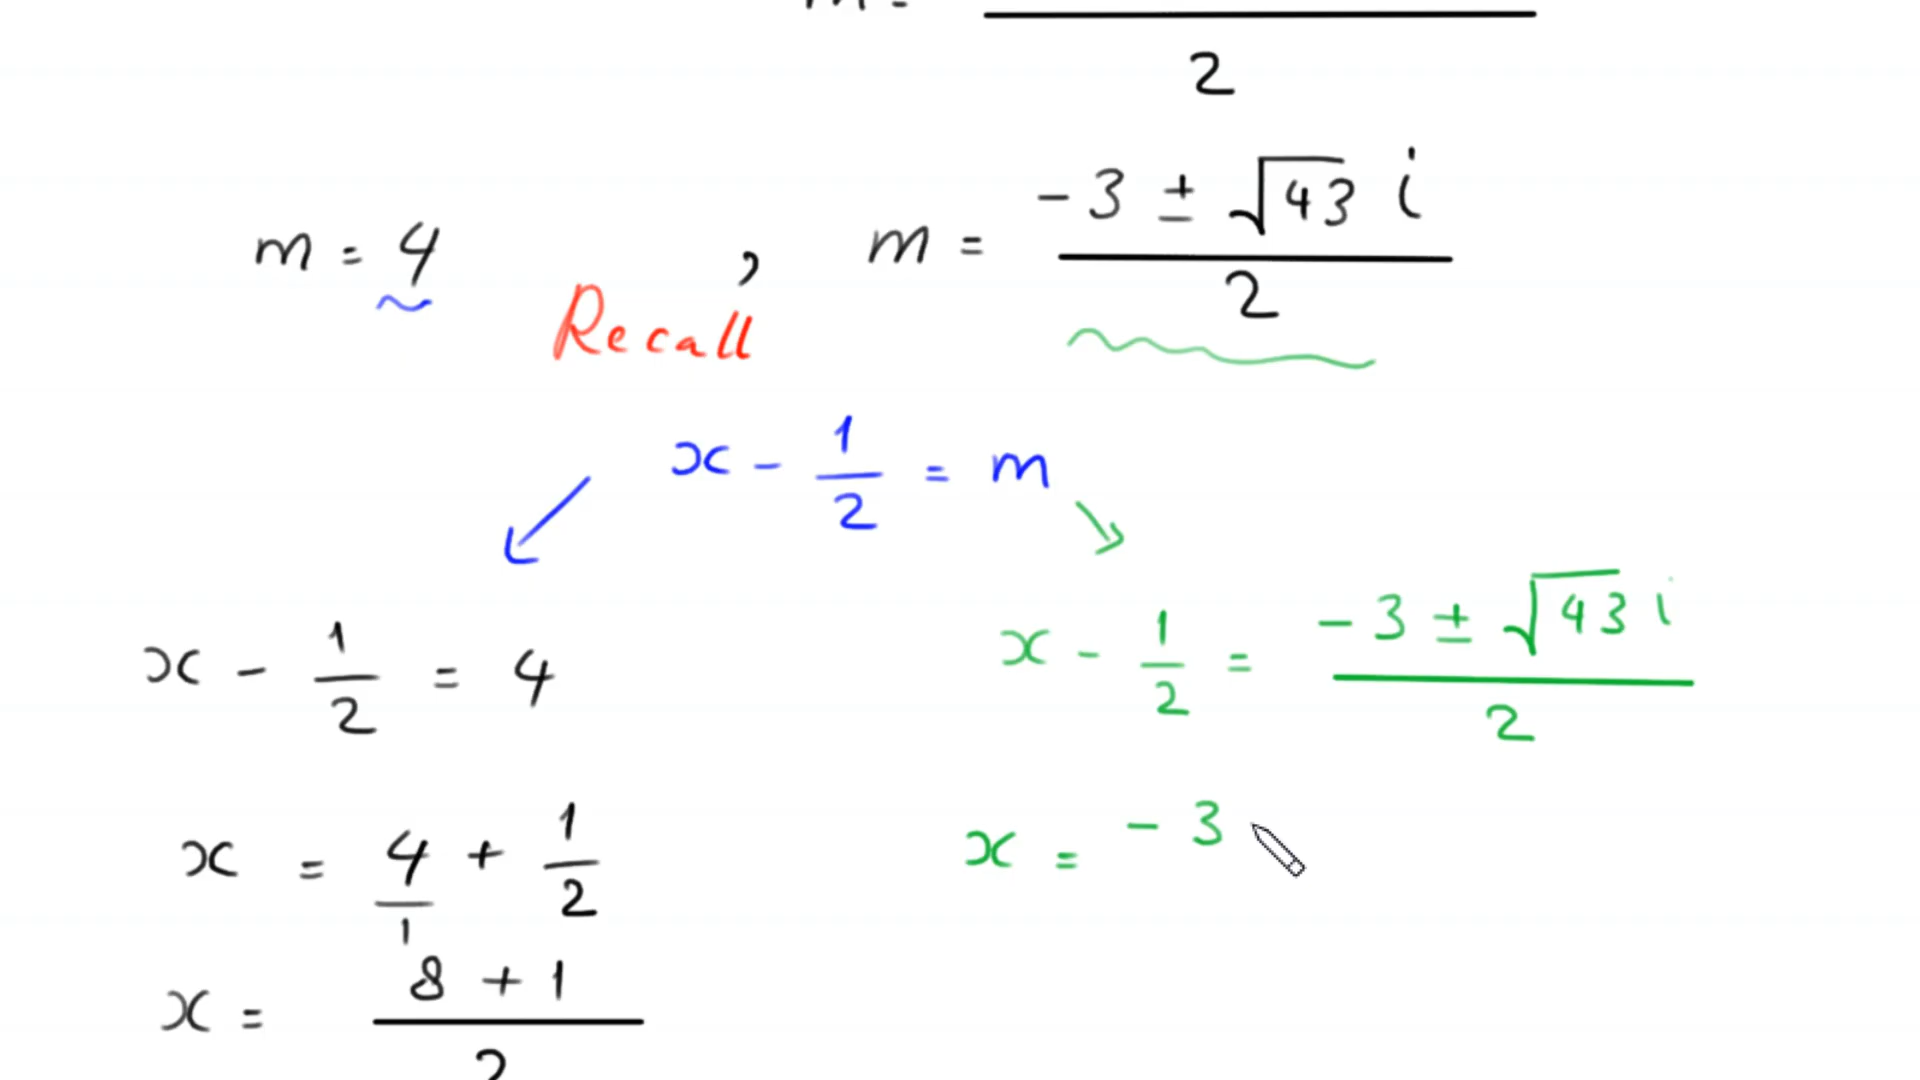 m =
2
m = 4 , m = -3 ± √43 i / 2
Recall
x - 1/2 = m
x - 1/2 = 4
x - 1/2 = -3 ± √43 i / 2
x = 4/1 + 1/2
x = -3
x = 8 + 1 / 2